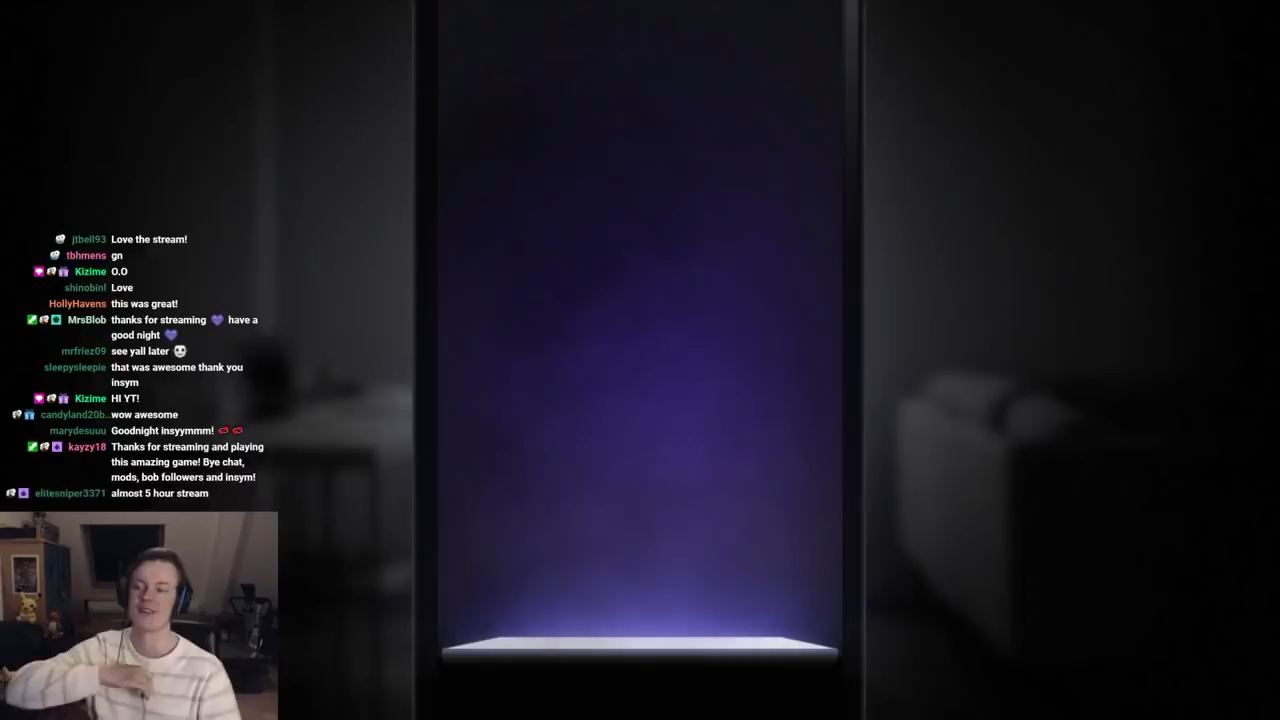 jtbell93 Love the stream!
tbhmens gn
Kizime O.O
shinobinl Love
HollyHavens this was great!
MrsBlob thanks for streaming 💜 have a
good night 💜
mrfriez09 see yall later
sleepysleepie that was awesome thank you
insym
Kizime HI YT!
candyland20b... wow awesome
marydesuuu Goodnight insyymmm!
kayzy18 Thanks for streaming and playing
this amazing game! Bye chat,
mods, bob followers and insym!
elitesniper3371 almost 5 hour stream